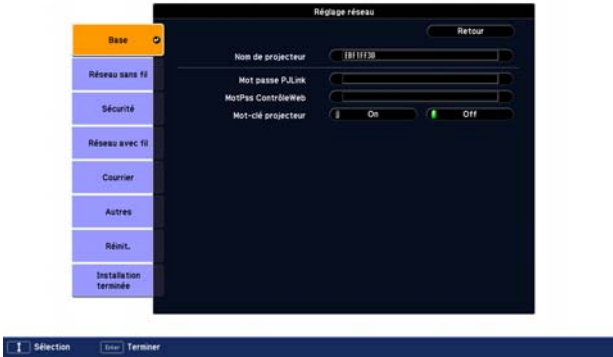 Réglage réseau
Retour
Base
Nom de projecteur EBF1FF3B
Réseau sans fil
Mot passe PJLink
MotPss ContrôleWeb
Mot-clé projecteur On Off
Sécurité
Réseau avec fil
Courrier
Autres
Réinit.
Installation
terminée
Sélection Enter Terminer